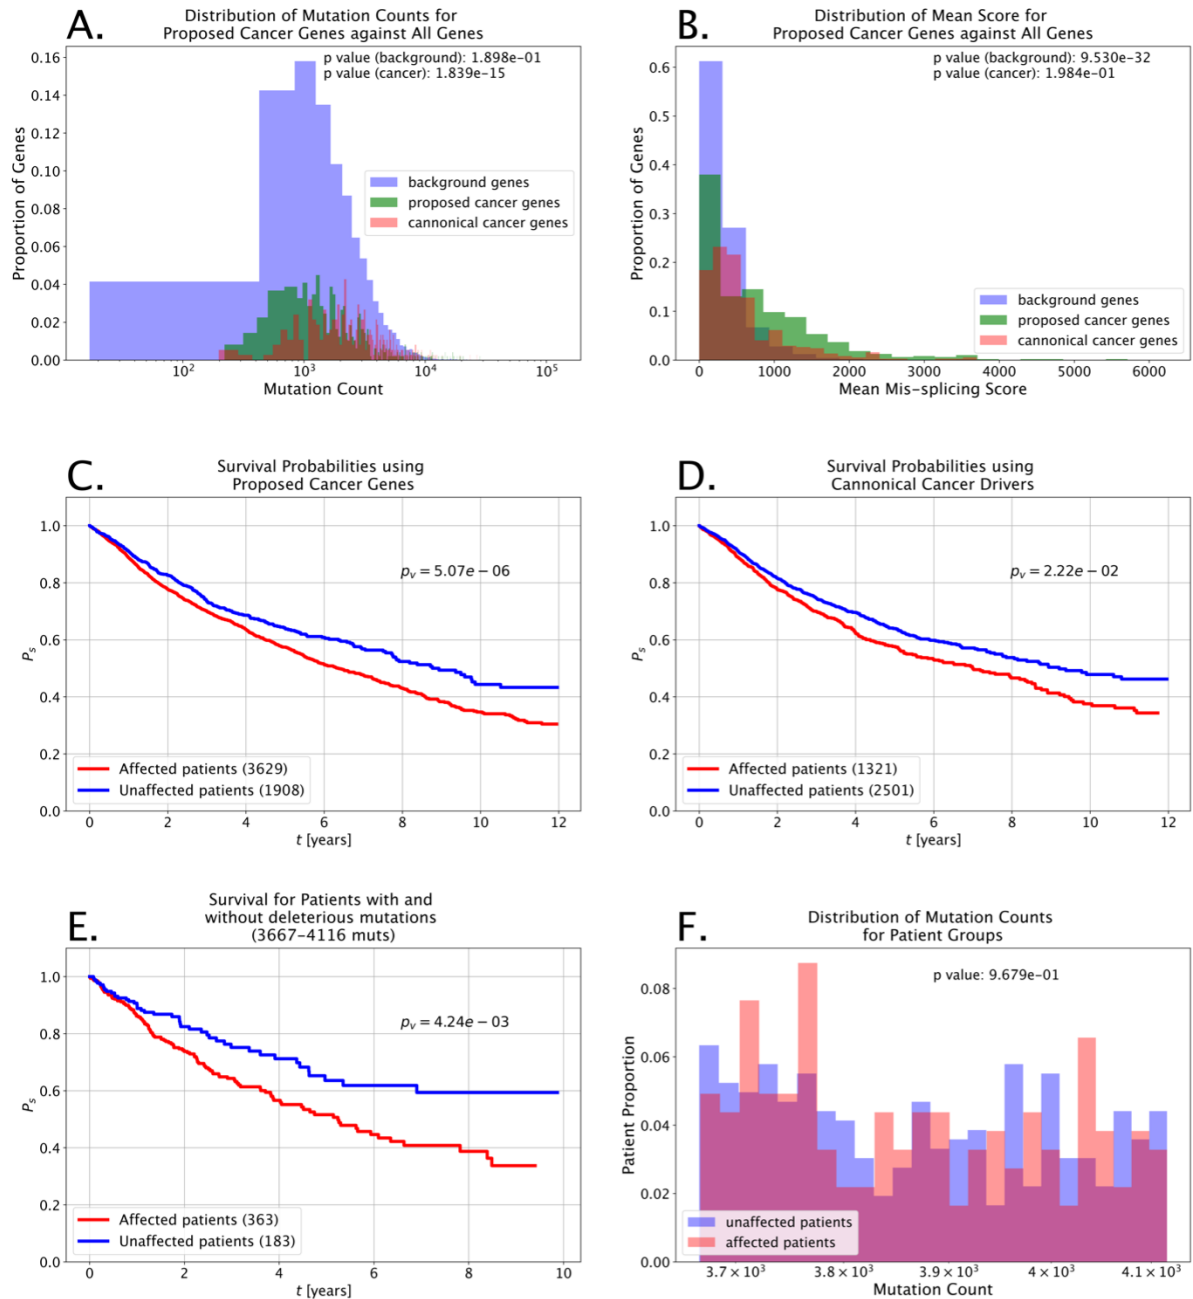 A.
Distribution of Mutation Counts for
Proposed Cancer Genes against All Genes
p value (background): 1.898e−01
p value (cancer): 1.839e−15
0.16
0.14
0.12
0.10
0.08
0.06
0.04
0.02
0.00
Proportion of Genes
background genes
proposed cancer genes
cannonical cancer genes
10² 10³ 10⁴ 10⁵
Mutation Count
B.
Distribution of Mean Score for
Proposed Cancer Genes against All Genes
p value (background): 9.530e−32
p value (cancer): 1.984e−01
0.6
0.5
0.4
0.3
0.2
0.1
0.0
Proportion of Genes
background genes
proposed cancer genes
cannonical cancer genes
0 1000 2000 3000 4000 5000 6000
Mean Mis-splicing Score
C.
Survival Probabilities using
Proposed Cancer Genes
1.0
0.8
0.6
0.4
0.2
0.0
Pₛ
pᵥ = 5.07e − 06
Affected patients (3629)
Unaffected patients (1908)
0 2 4 6 8 10 12
t [years]
D.
Survival Probabilities using
Cannonical Cancer Drivers
1.0
0.8
0.6
0.4
0.2
0.0
Pₛ
pᵥ = 2.22e − 02
Affected patients (1321)
Unaffected patients (2501)
0 2 4 6 8 10 12
t [years]
E.
Survival for Patients with and
without deleterious mutations
(3667−4116 muts)
1.0
0.8
0.6
0.4
0.2
0.0
Pₛ
pᵥ = 4.24e − 03
Affected patients (363)
Unaffected patients (183)
0 2 4 6 8 10
t [years]
F.
Distribution of Mutation Counts
for Patient Groups
p value: 9.679e−01
0.08
0.06
0.04
0.02
0.00
Patient Proportion
unaffected patients
affected patients
3.7 × 10³ 3.8 × 10³ 3.9 × 10³ 4 × 10³ 4.1 × 10³
Mutation Count